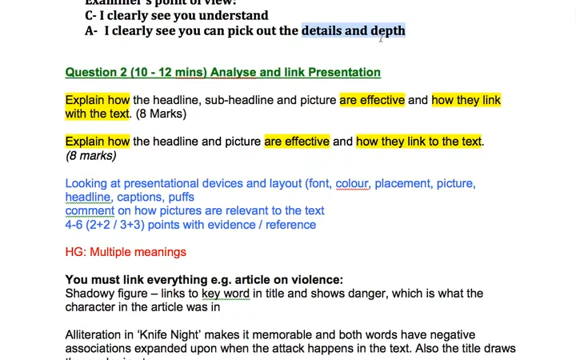 Examiner's point of view:
C- I clearly see you understand
A- I clearly see you can pick out the details and depth
Question 2 (10 - 12 mins) Analyse and link Presentation
Explain how the headline, sub-headline and picture are effective and how they link
with the text. (8 Marks)
Explain how the headline and picture are effective and how they link to the text.
(8 marks)
Looking at presentational devices and layout (font, colour, placement, picture,
headline, captions, puffs
comment on how pictures are relevant to the text
4-6 (2+2 / 3+3) points with evidence / reference
HG: Multiple meanings
You must link everything e.g. article on violence:
Shadowy figure – links to key word in title and shows danger, which is what the
character in the article was in
Alliteration in 'Knife Night' makes it memorable and both words have negative
associations expanded upon when the attack happens in the text. Also the title draws